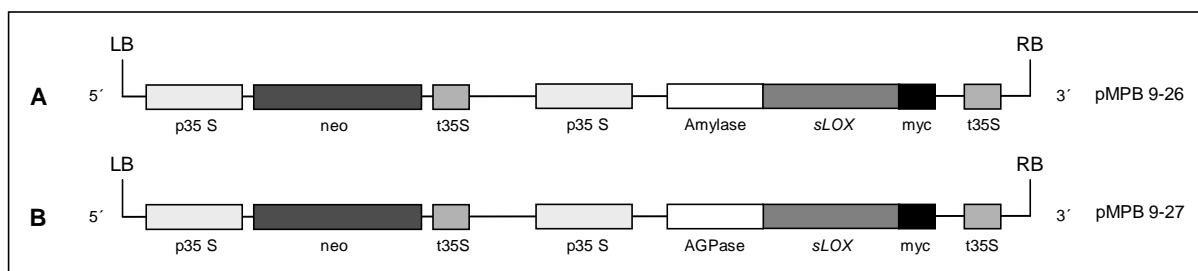 LB RB
A 5´ 3´ pMPB 9-26
p35 S neo t35S p35 S Amylase sLOX myc t35S
LB RB
B 5´ 3´ pMPB 9-27
p35 S neo t35S p35 S AGPase sLOX myc t35S